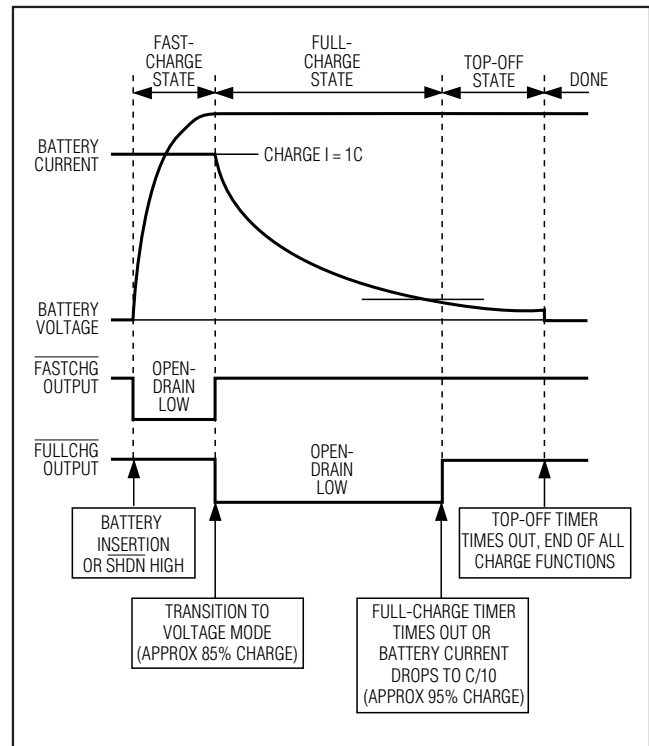 FAST-
CHARGE
STATE
FULL-
CHARGE
STATE
TOP-OFF
STATE
DONE
BATTERY
CURRENT
CHARGE I = 1C
BATTERY
VOLTAGE
FASTCHG
OUTPUT
OPEN-
DRAIN
LOW
FULLCHG
OUTPUT
OPEN-
DRAIN
LOW
BATTERY
INSERTION
OR SHDN HIGH
TOP-OFF TIMER
TIMES OUT, END OF ALL
CHARGE FUNCTIONS
TRANSITION TO
VOLTAGE MODE
(APPROX 85% CHARGE)
FULL-CHARGE TIMER
TIMES OUT OR
BATTERY CURRENT
DROPS TO C/10
(APPROX 95% CHARGE)